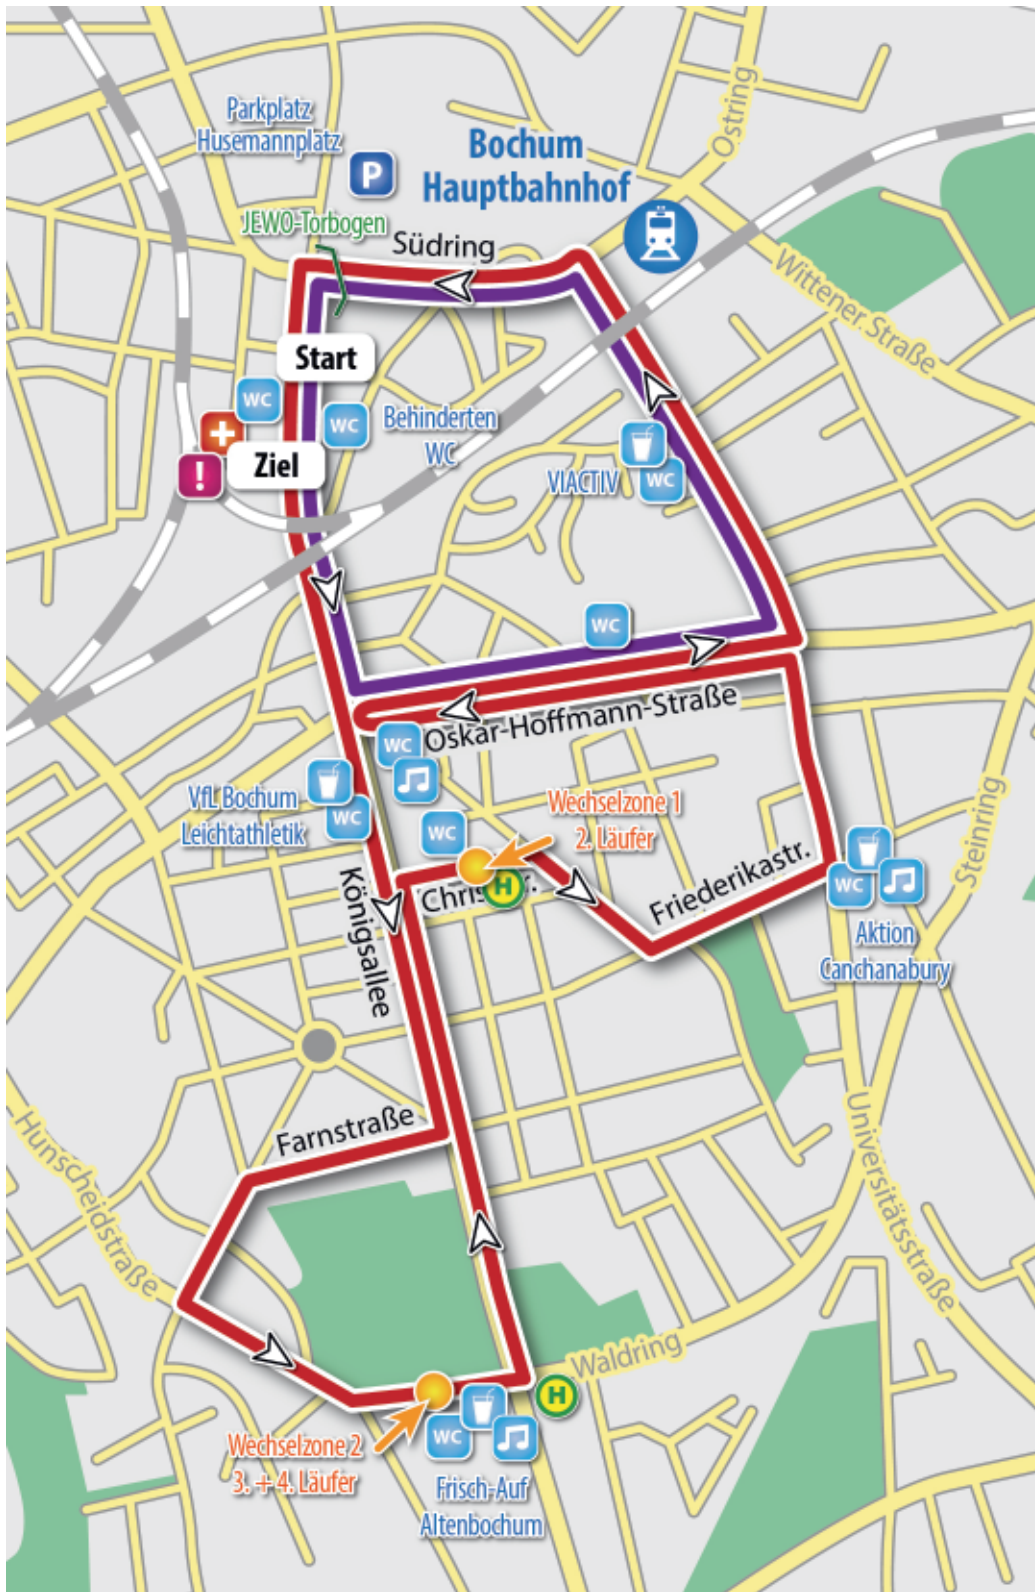 Parkplatz
Husemannplatz
P
Bochum
Hauptbahnhof
Ostring
JEWO-Torbogen
Südring
Wittener Straße
Start
WC
WC
Behinderten
WC
Ziel
!
VIACTIV
WC
WC
Oskar-Hoffmann-Straße
WC
VfL Bochum
Leichtathletik
WC
Wechselzone 1
2. Läufer
WC
Steinring
H
Königsallee
Friederikastr.
WC
Aktion
Canchanabury
Farnstraße
Hunscheidstraße
Universitätsstraße
Waldring
H
Wechselzone 2
3. + 4. Läufer
WC
Frisch-Auf
Altenbochum